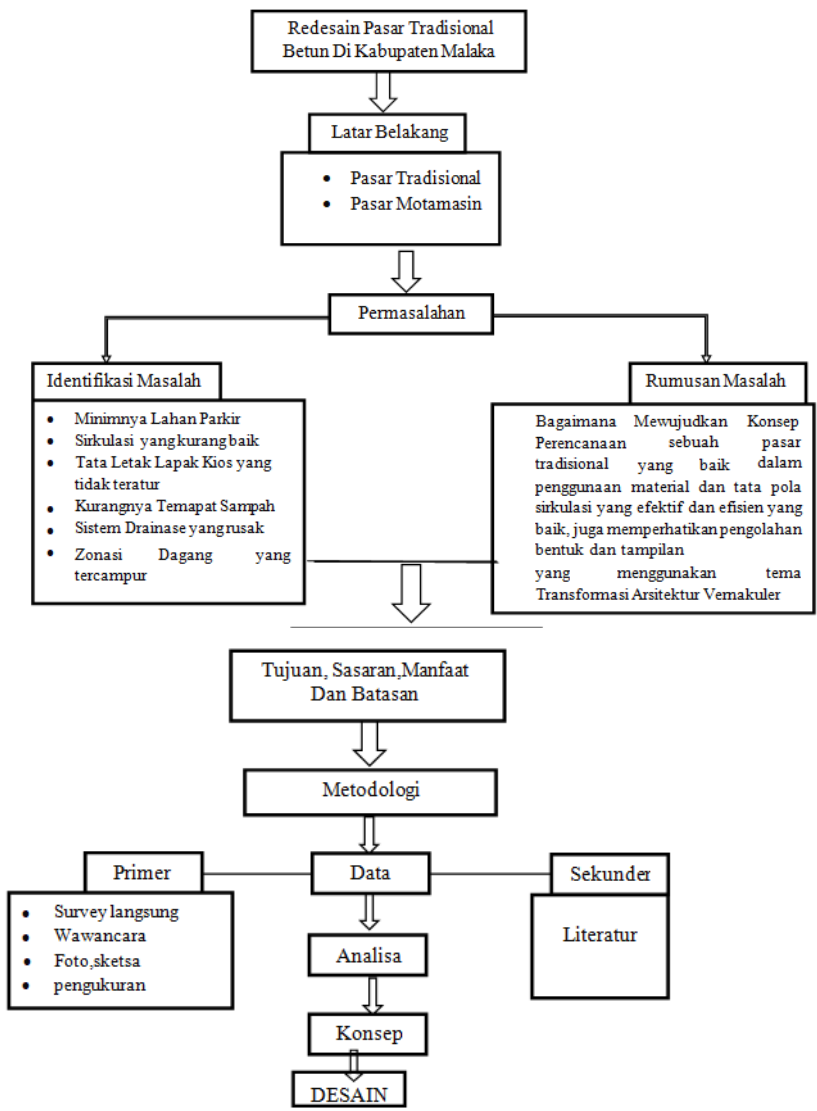 Redesain Pasar Tradisional
Betun Di Kabupaten Malaka
Latar Belakang
• Pasar Tradisional
• Pasar Motamasin
Permasalahan
Identifikasi Masalah
• Minimnya Lahan Parkir
• Sirkulasi yang kurang baik
• Tata Letak Lapak Kios yang
tidak teratur
• Kurangnya Temapat Sampah
• Sistem Drainase yang rusak
• Zonasi Dagang yang
tercampur
Rumusan Masalah
Bagaimana Mewujudkan Konsep
Perencanaan sebuah pasar
tradisional yang baik dalam
penggunaan material dan tata pola
sirkulasi yang efektif dan efisien yang
baik, juga memperhatikan pengolahan
bentuk dan tampilan
yang menggunakan tema
Transformasi Arsitektur Vernakuler
Tujuan, Sasaran,Manfaat
Dan Batasan
Metodologi
Primer
Data
Sekunder
• Survey langsung
• Wawancara
• Foto,sketsa
• pengukuran
Literatur
Analisa
Konsep
DESAIN